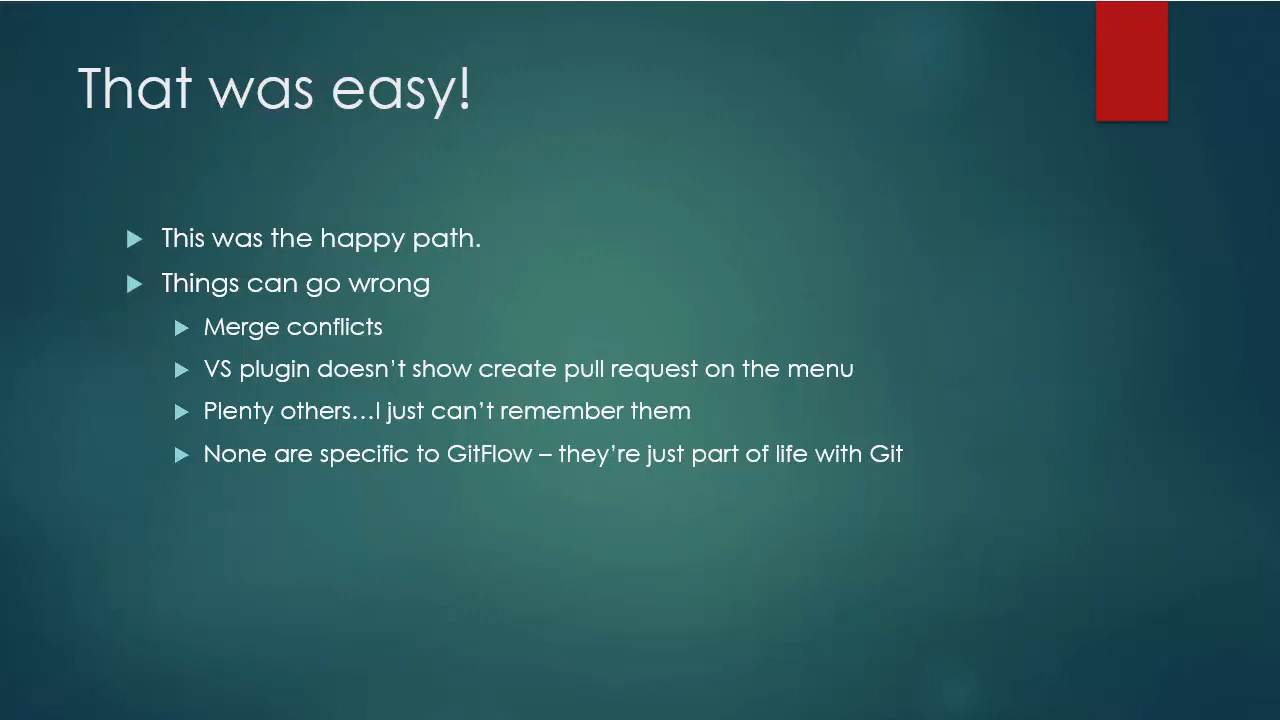 That was easy!
This was the happy path.
Things can go wrong
Merge conflicts
VS plugin doesn’t show create pull request on the menu
Plenty others…I just can’t remember them
None are specific to GitFlow – they’re just part of life with Git